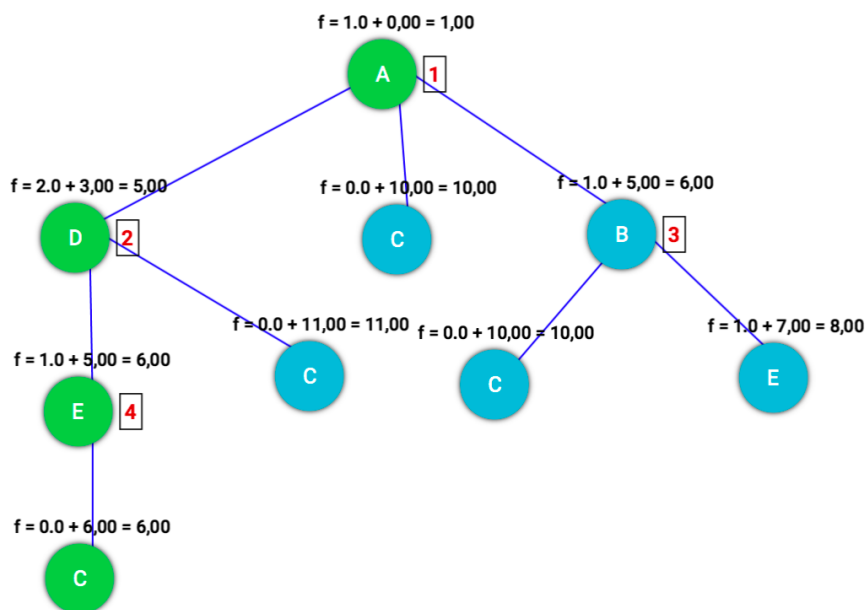 f = 1.0 + 0,00 = 1,00
A
1
f = 2.0 + 3,00 = 5,00
f = 0.0 + 10,00 = 10,00
f = 1.0 + 5,00 = 6,00
D
2
C
B
3
f = 0.0 + 11,00 = 11,00
f = 0.0 + 10,00 = 10,00
f = 1.0 + 7,00 = 8,00
f = 1.0 + 5,00 = 6,00
C
C
E
E
4
f = 0.0 + 6,00 = 6,00
C